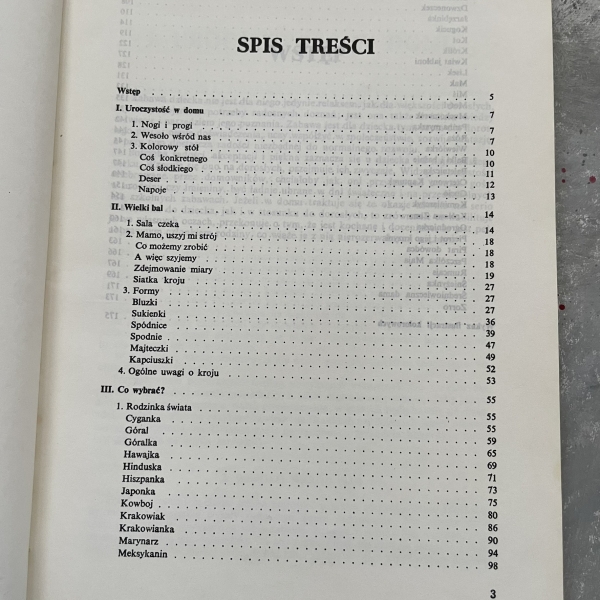 SPIS TREŚCI
Wstęp . . . 5
I. Uroczystość w domu . . . 7
1. Nogi i progi . . . 7
2. Wesoło wśród nas . . . 7
3. Kolorowy stół . . . 10
Coś konkretnego . . . 10
Coś słodkiego . . . 11
Deser . . . 12
Napoje . . . 13
II. Wielki bal . . . 14
1. Sala czeka . . . 14
2. Mamo, uszyj mi strój . . . 18
Co możemy zrobić . . . 18
A więc szyjemy . . . 18
Zdejmowanie miary . . . 19
Siatka kroju . . . 27
3. Formy . . . 27
Bluzki . . . 27
Sukienki . . . 36
Spódnice . . . 39
Spodnie . . . 47
Majteczki . . . 49
Kapciuszki . . . 52
4. Ogólne uwagi o kroju . . . 53
III. Co wybrać? . . . 55
1. Rodzinka świata . . . 55
Cyganka . . . 55
Góral . . . 59
Góralka . . . 65
Hawajka . . . 69
Hinduska . . . 71
Hiszpanka . . . 73
Japonka . . . 75
Kowboj . . . 80
Krakowiak . . . 86
Krakowianka . . . 90
Marynarz . . . 94
Meksykanin . . . 98
3